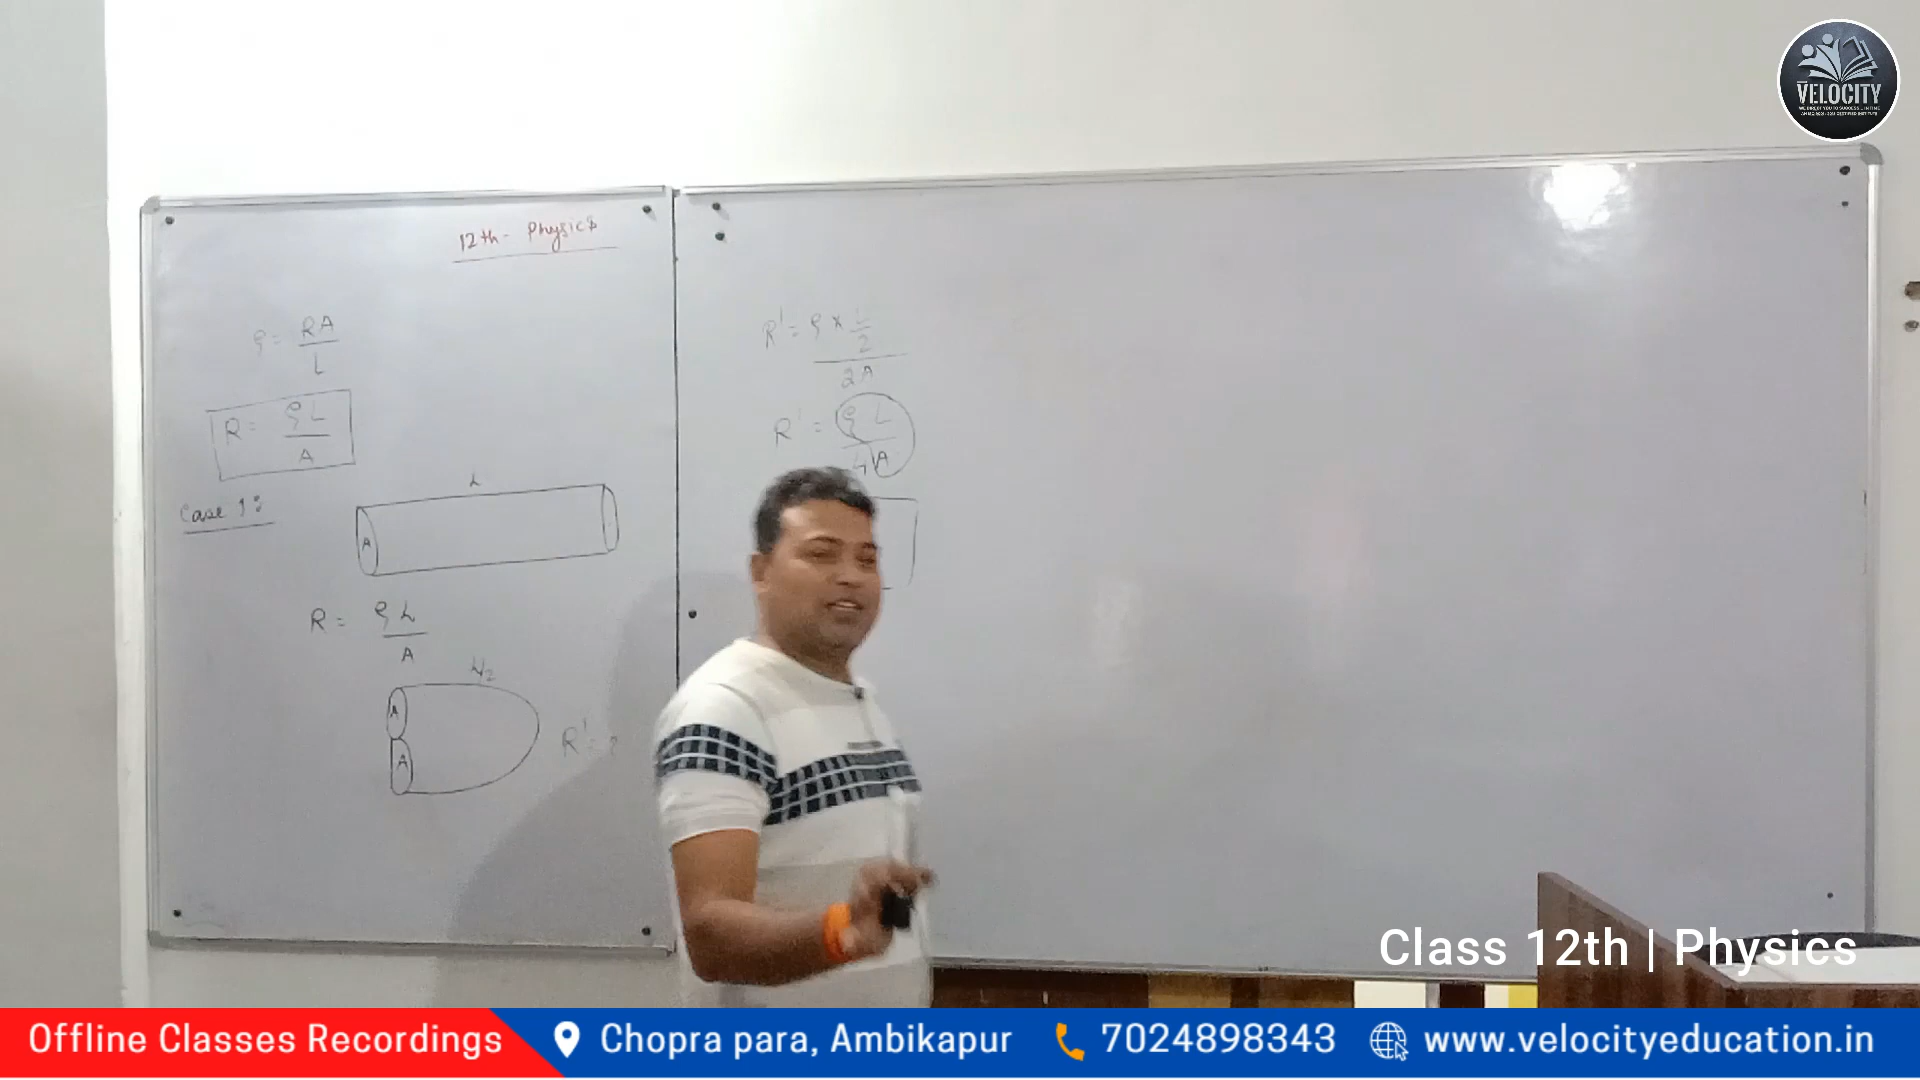 VELOCITY
12th- Physics
ρ = RA
L
R = ρL
A
Case 1:
L
A
R = ρL
A
L/2
A
A
R' = ?
R' = ρ × L
2
2A
R' = ρL
4A
Class 12th | Physics
Offline Classes Recordings
Chopra para, Ambikapur
7024898343
www.velocityeducation.in